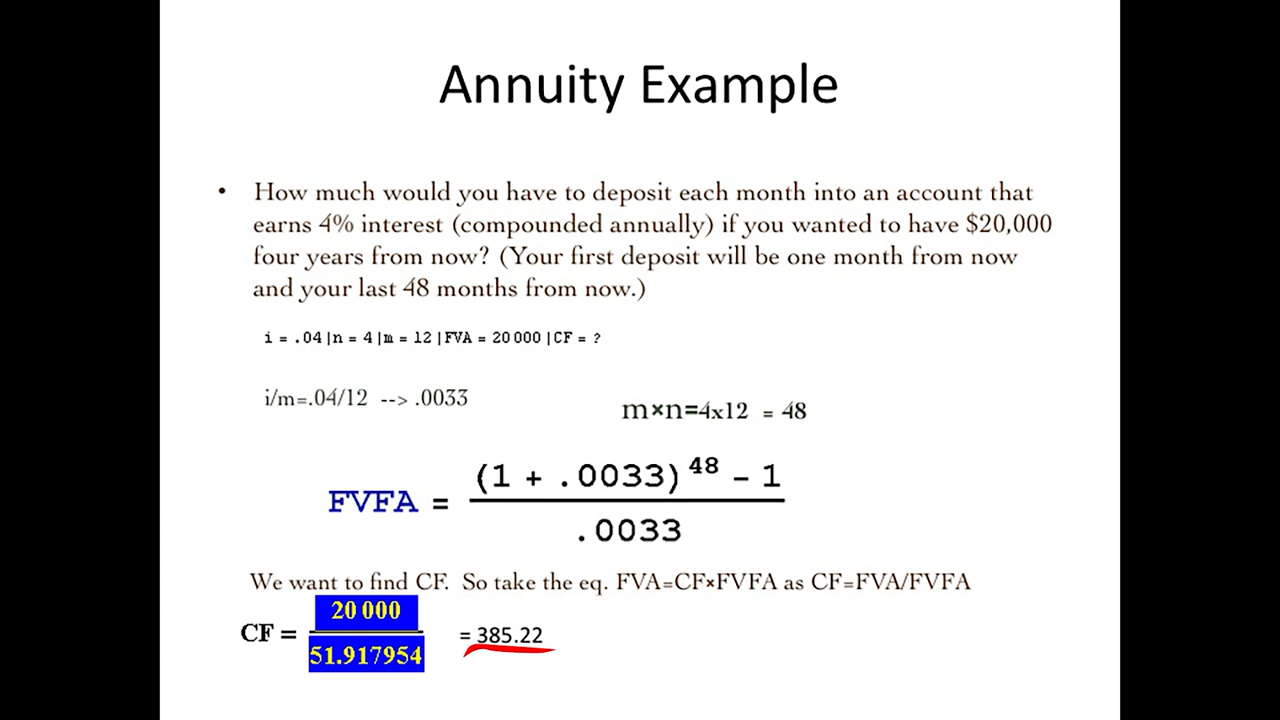 Annuity Example
• How much would you have to deposit each month into an account that
earns 4% interest (compounded annually) if you wanted to have $20,000
four years from now? (Your first deposit will be one month from now
and your last 48 months from now.)
i = .04|n = 4|m = 12|FVA = 20 000|CF = ?
i/m=.04/12 --> .0033
m×n=4x12 = 48
(1 + .0033)^48 – 1
FVFA =
.0033
We want to find CF. So take the eq. FVA=CF×FVFA as CF=FVA/FVFA
20 000
CF = = 385.22
51.917954